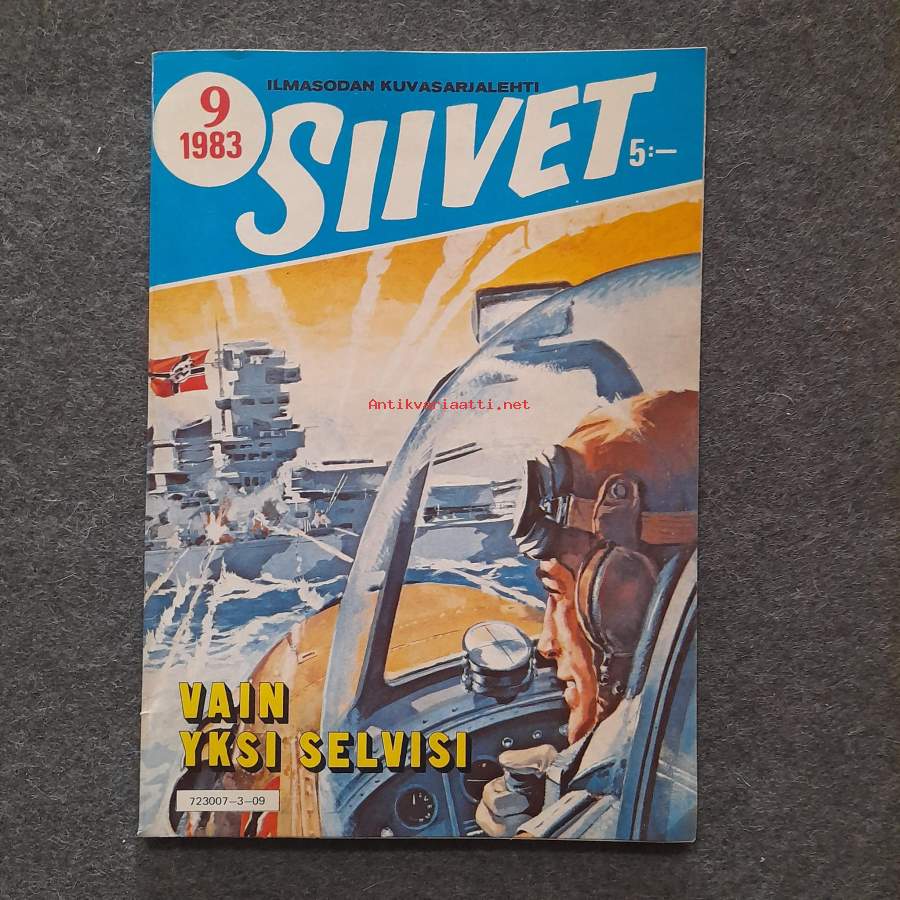 ILMASODAN KUVASARJALEHTI
9
1983
SIIVET
5:—
Antikvariaatti.net
VAIN
YKSI SELVISI
723007—3—09